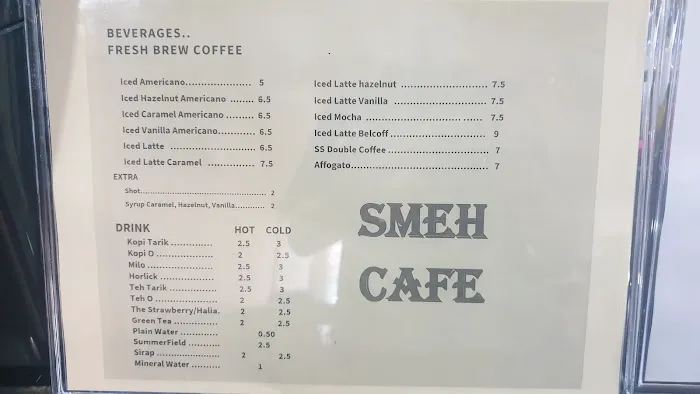 BEVERAGES..
FRESH BREW COFFEE
Iced Americano...................... 5
Iced Hazelnut Americano ........ 6.5
Iced Caramel Americano ......... 6.5
Iced Vanilla Americano............ 6.5
Iced Latte ............................ 6.5
Iced Latte Caramel ............... 7.5
EXTRA
Shot................................................ 2
Syrup Caramel, Hazelnut, Vanilla........... 2
Iced Latte hazelnut ............................ 7.5
Iced Latte Vanilla .............................. 7.5
Iced Mocha ....................... ...... 7.5
Iced Latte Belcoff ............................... 9
SS Double Coffee ................................ 7
Affogato............................................ 7
DRINK HOT COLD
Kopi Tarik .............. 2.5 3
Kopi O .................... 2 2.5
Milo ........................ 2.5 3
Horlick .................... 2.5 3
Teh Tarik ................ 2.5 3
Teh O ..................... 2 2.5
The Strawberry/Halia. 2 2.5
Green Tea .............. 2 2.5
Plain Water ............ 0.50
SummerField .......... 2.5
Sirap ...................... 2 2.5
Mineral Water ......... 1
SMEH
CAFE